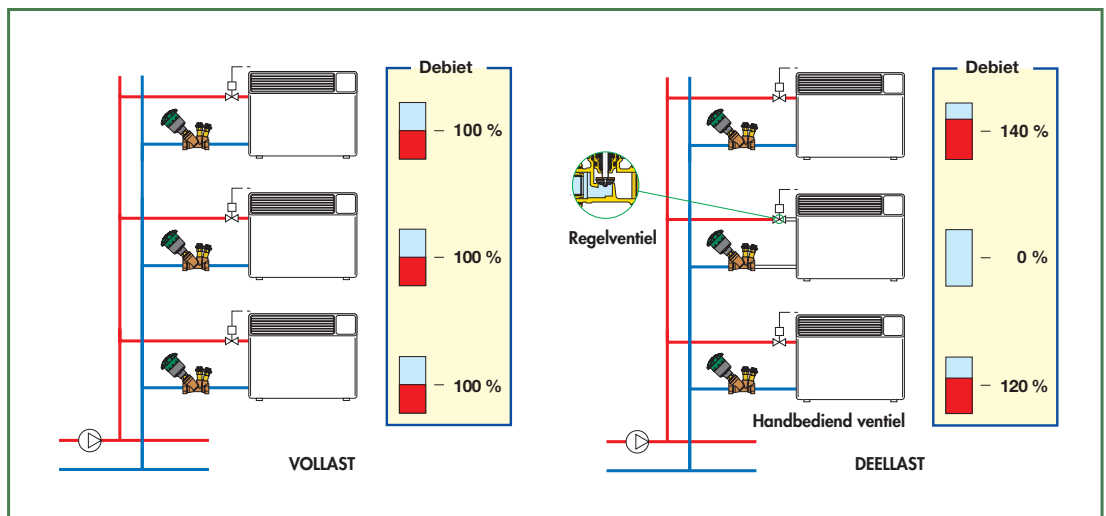 Debiet
100 %
100 %
100 %
VOLLAST
Debiet
140 %
Regelventiel
0 %
120 %
Handbediend ventiel
DEELLAST